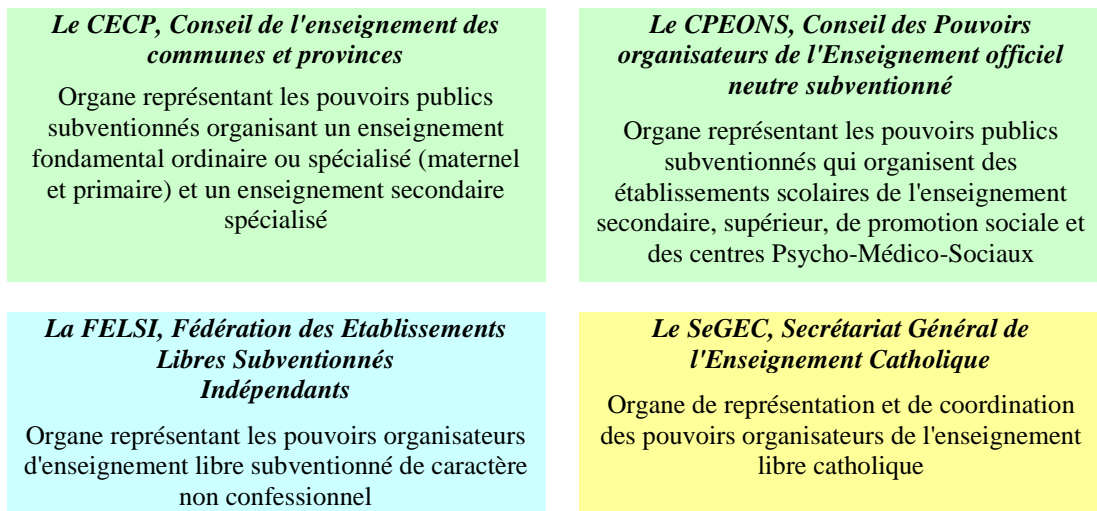 Le CECP, Conseil de l'enseignement des
communes et provinces
Organe représentant les pouvoirs publics
subventionnés organisant un enseignement
fondamental ordinaire ou spécialisé (maternel
et primaire) et un enseignement secondaire
spécialisé
Le CPEONS, Conseil des Pouvoirs
organisateurs de l'Enseignement officiel
neutre subventionné
Organe représentant les pouvoirs publics
subventionnés qui organisent des
établissements scolaires de l'enseignement
secondaire, supérieur, de promotion sociale et
des centres Psycho-Médico-Sociaux
La FELSI, Fédération des Etablissements
Libres Subventionnés
Indépendants
Organe représentant les pouvoirs organisateurs
d'enseignement libre subventionné de caractère
non confessionnel
Le SeGEC, Secrétariat Général de
l'Enseignement Catholique
Organe de représentation et de coordination
des pouvoirs organisateurs de l'enseignement
libre catholique